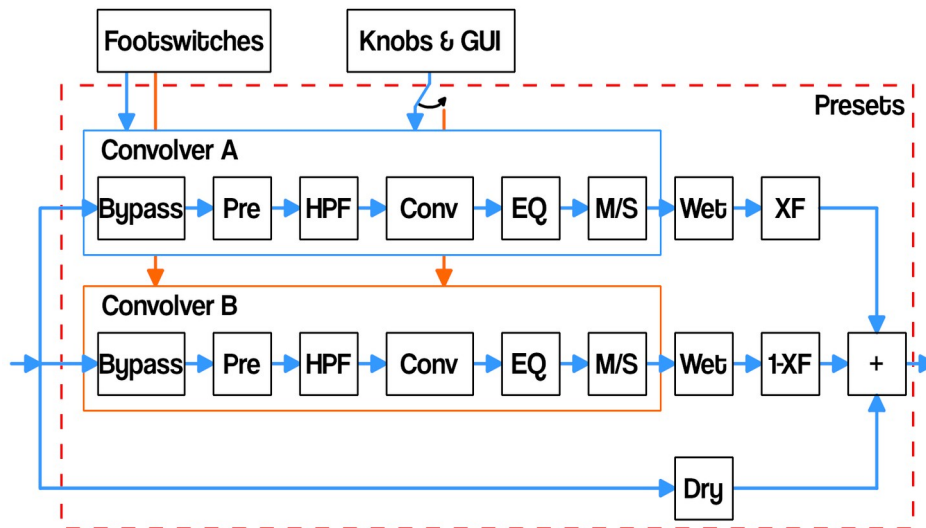 Footswitches
Knobs & GUI
Presets
Convolver A
Bypass
Pre
HPF
Conv
EQ
M/S
Wet
XF
Convolver B
Bypass
Pre
HPF
Conv
EQ
M/S
Wet
1-XF
+
Dry